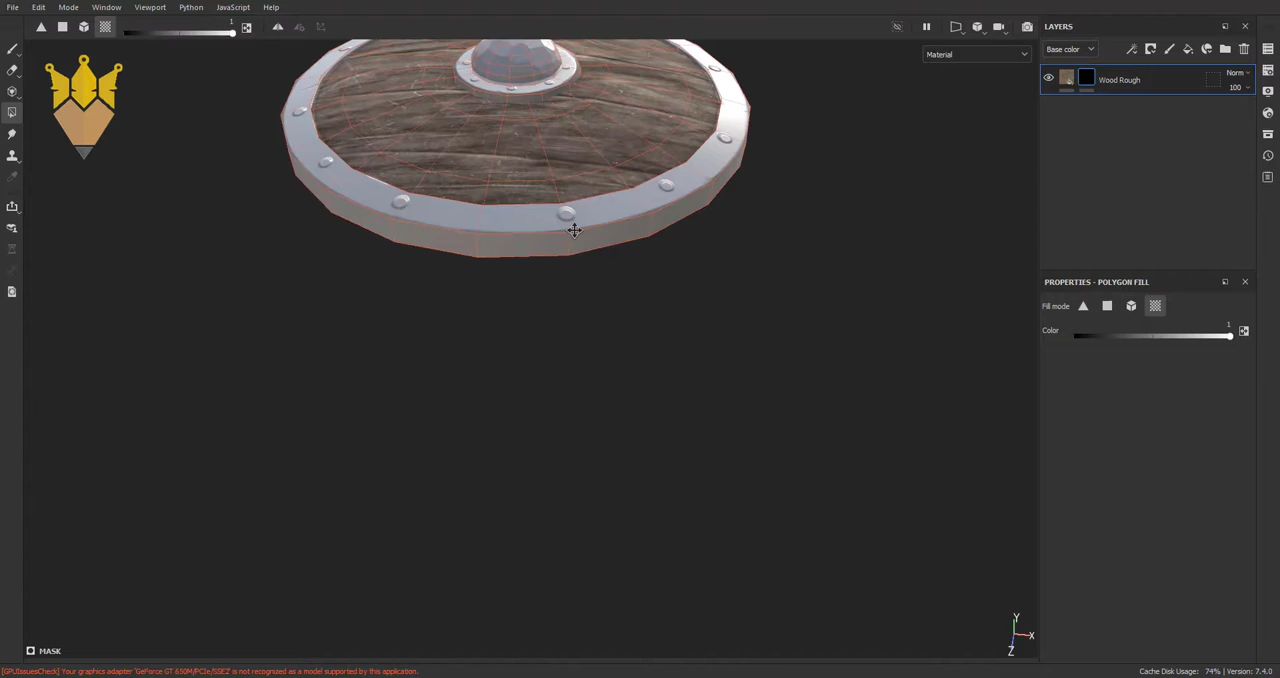 File Edit Mode Window Viewport Python JavaScript Help
1
Material
LAYERS
Base color
Wood Rough
Norm
100
PROPERTIES - POLYGON FILL
Fill mode
Color
1
Y
X
Z
MASK
[GPUIssuesCheck] Your graphics adapter 'GeForce GT 650M/PCIe/SSE2' is not recognized as a model supported by this application.
Cache Disk Usage: 74% | Version: 7.4.0